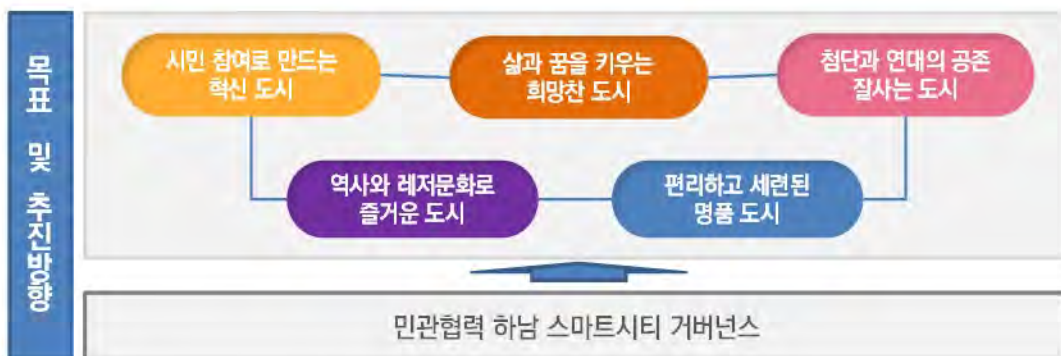 목표 및 추진방향
시민 참여로 만드는
혁신 도시
삶과 꿈을 키우는
희망찬 도시
첨단과 연대의 공존
잘사는 도시
역사와 레저문화로
즐거운 도시
편리하고 세련된
명품 도시
민관협력 하남 스마트시티 거버넌스